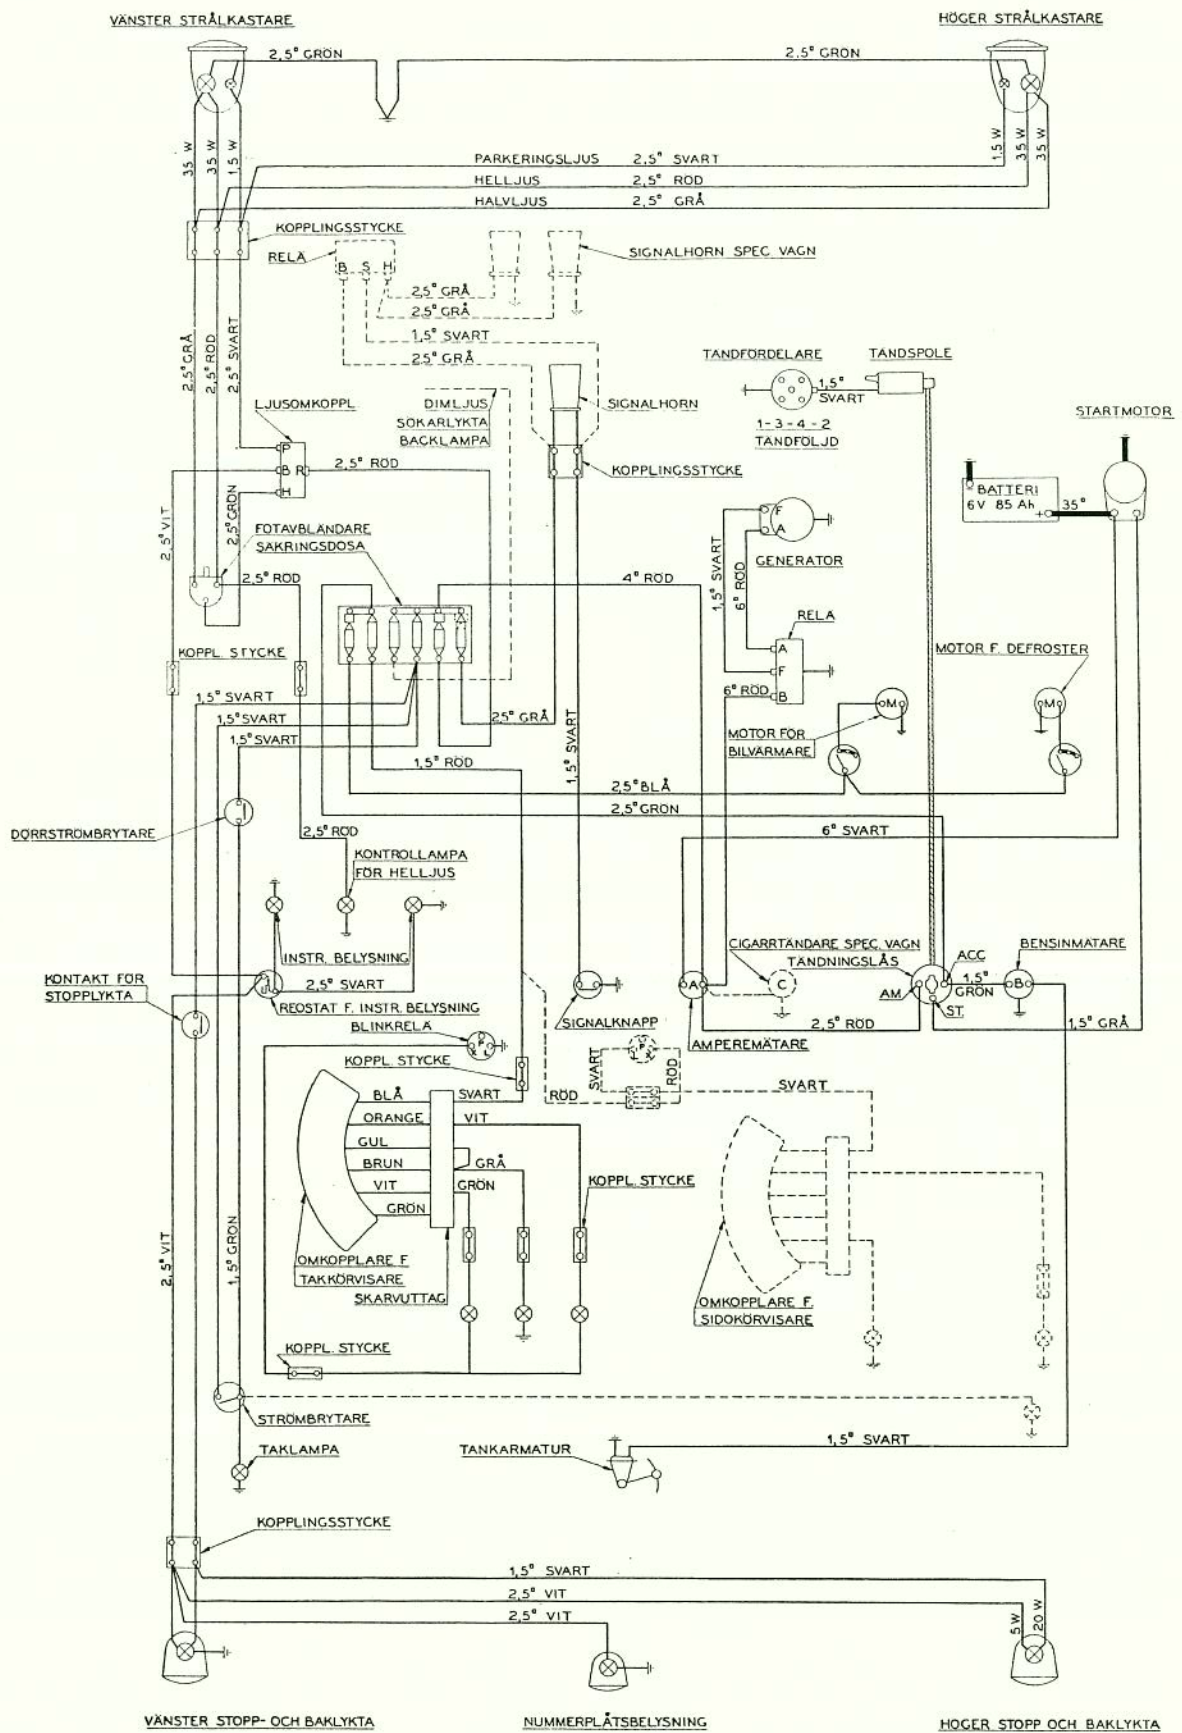 VÄNSTER STRÅLKASTARE
HÖGER STRÅLKASTARE
2,5° GRÖN
2.5° GRÖN
35 W
35 W
1,5 W
1.5 W
35 W
35 W
PARKERINGSLJUS 2,5° SVART
HELLJUS 2,5° RÖD
HALVLJUS 2,5° GRÅ
KOPPLINGSSTYCKE
RELÄ
B S H
SIGNALHORN SPEC. VAGN
2,5° GRÅ
2,5° GRÅ
1,5° SVART
2,5° GRÅ
2,5° GRÅ
2,5° RÖD
2,5° SVART
TÄNDFÖRDELARE
TÄNDSPOLE
1,5°
SVART
1-3-4-2
TÄNDFÖLJD
LJUSOMKOPPL
DIMLJUS
SÖKARLYKTA
BACKLAMPA
SIGNALHORN
STARTMOTOR
P
B R
H
2,5° RÖD
KOPPLINGSSTYCKE
BATTERI
6V 85 Ah
+
35°
2,5° VIT
2,5° GRÖN
FOTAVBLÄNDARE
SÄKRINGSDOSA
F
A
GENERATOR
2,5° RÖD
4° RÖD
1,5° SVART
6° RÖD
RELÄ
A
F
B
KOPPL. STYCKE
MOTOR F. DEFROSTER
6° RÖD
1,5° SVART
1,5° SVART
1,5° SVART
2,5° GRÅ
1,5° SVART
M
M
MOTOR FÖR
BILVÄRMARE
1,5° RÖD
2,5° BLÅ
2,5° GRÖN
DÖRRSTRÖMBRYTARE
2,5° RÖD
6° SVART
KONTROLLAMPA
FÖR HELLJUS
INSTR. BELYSNING
CIGARRTÄNDARE SPEC. VAGN
TÄNDNINGSLÅS
ACC
BENSINMÄTARE
KONTAKT FÖR
STOPPLYKTA
2,5° SVART
REOSTAT F. INSTR. BELYSNING
A
C
AM
ST.
1,5°
GRÖN
B
BLINKRELÄ
SIGNALKNAPP
AMPEREMÄTARE
2,5° RÖD
1,5° GRÅ
P
X L
KOPPL. STYCKE
SVART
P
L X
RÖD
BLÅ
SVART
RÖD
SVART
ORANGE
VIT
GUL
BRUN
GRÅ
VIT
GRÖN
GRÖN
KOPPL. STYCKE
2,5° VIT
1,5° GRÖN
OMKOPPLARE F
TAKKÖRVISARE
SKARVUTTAG
OMKOPPLARE F.
SIDOKÖRVISARE
KOPPL. STYCKE
STRÖMBRYTARE
TAKLAMPA
TANKARMATUR
1,5° SVART
KOPPLINGSSTYCKE
1,5° SVART
2,5° VIT
2,5° VIT
5 W
20 W
VÄNSTER STOPP- OCH BAKLYKTA
NUMMERPLÅTSBELYSNING
HÖGER STOPP OCH BAKLYKTA